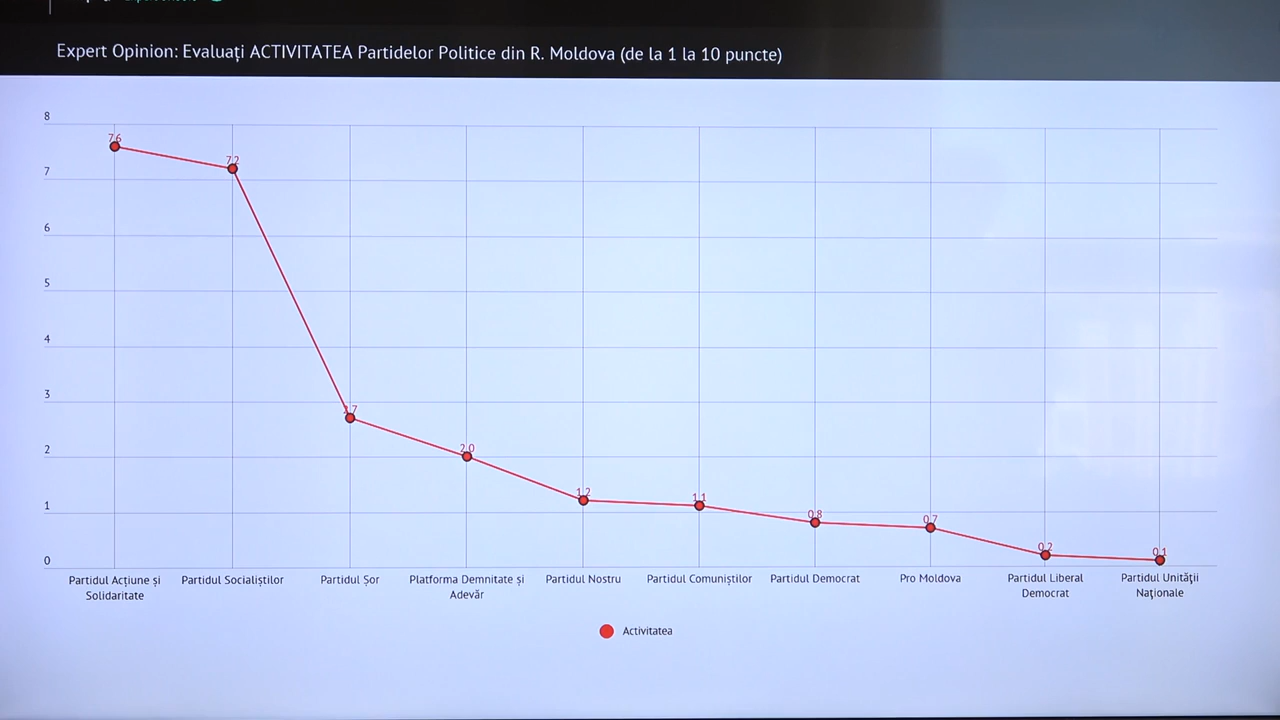 Expert Opinion: Evaluați ACTIVITATEA Partidelor Politice din R. Moldova (de la 1 la 10 puncte)
8
7
6
5
4
3
2
1
0
7.6
7.2
2.7
2.0
1.2
1.1
0.8
0.7
0.2
0.1
Partidul Acțiune și
Solidaritate
Partidul Socialiștilor
Partidul Șor
Platforma Demnitate și
Adevăr
Partidul Nostru
Partidul Comuniștilor
Partidul Democrat
Pro Moldova
Partidul Liberal
Democrat
Partidul Unităţii
Naţionale
Activitatea